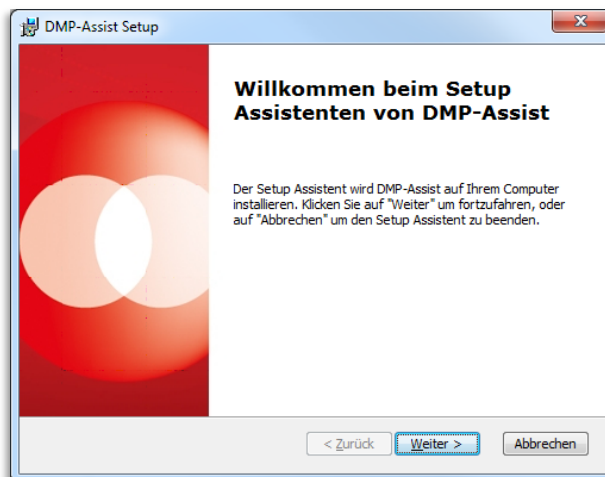 DMP-Assist Setup
Willkommen beim Setup
Assistenten von DMP-Assist
Der Setup Assistent wird DMP-Assist auf Ihrem Computer
installieren. Klicken Sie auf "Weiter" um fortzufahren, oder
auf "Abbrechen" um den Setup Assistent zu beenden.
< Zurück Weiter > Abbrechen